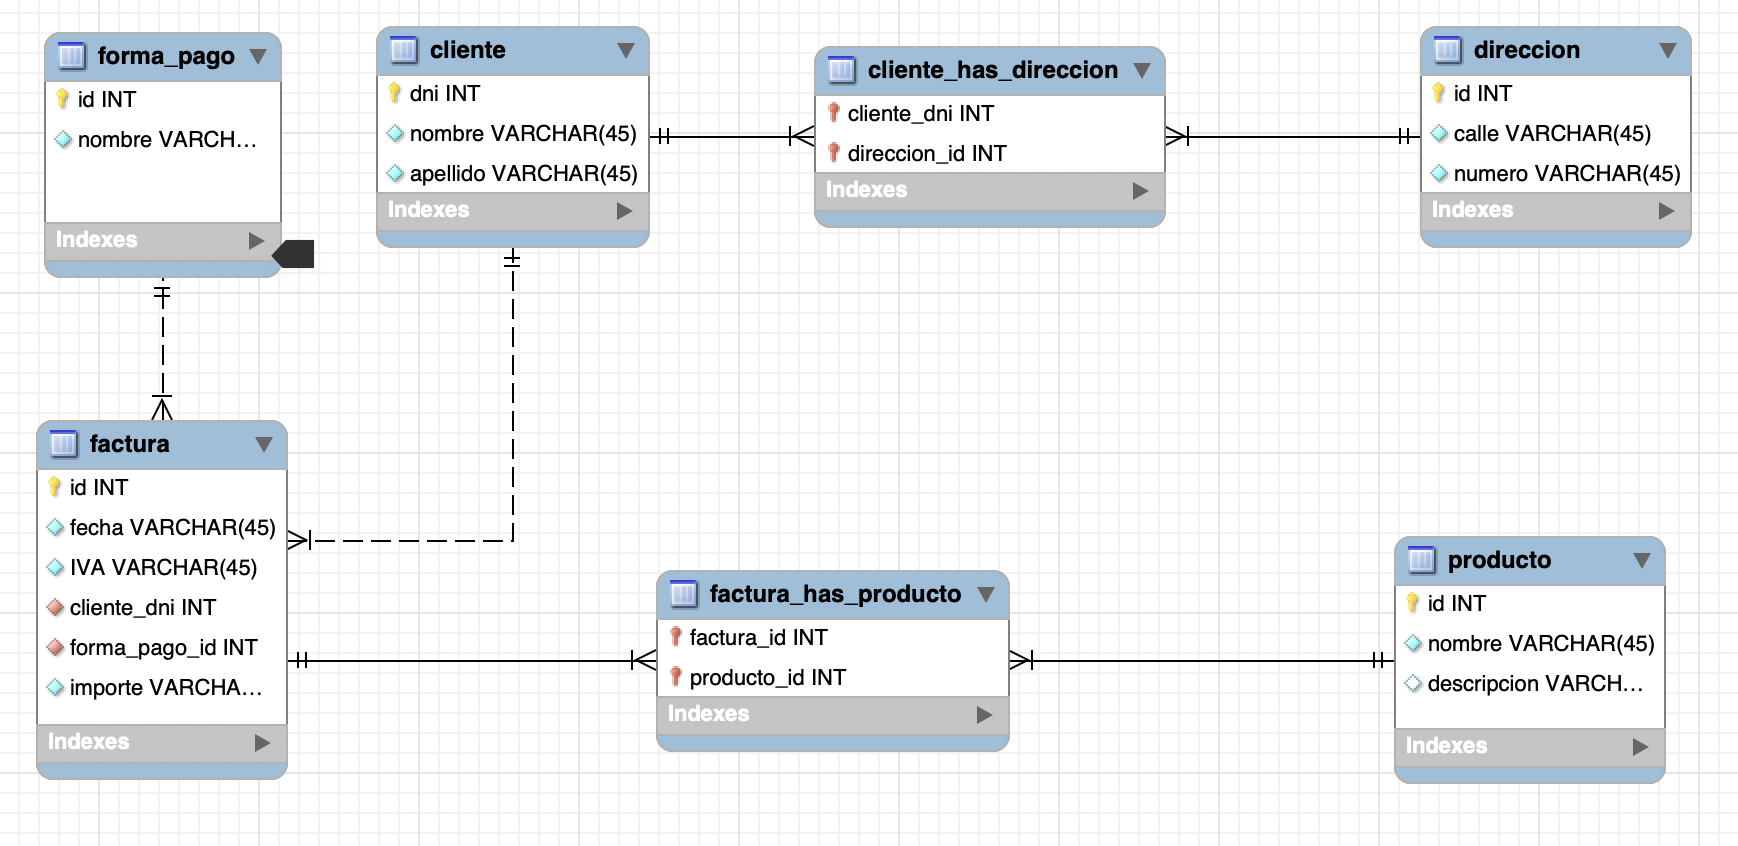 forma_pago
id INT
nombre VARCH...
Indexes
cliente
dni INT
nombre VARCHAR(45)
apellido VARCHAR(45)
Indexes
cliente_has_direccion
cliente_dni INT
direccion_id INT
Indexes
direccion
id INT
calle VARCHAR(45)
numero VARCHAR(45)
Indexes
factura
id INT
fecha VARCHAR(45)
IVA VARCHAR(45)
cliente_dni INT
forma_pago_id INT
importe VARCHA...
Indexes
factura_has_producto
factura_id INT
producto_id INT
Indexes
producto
id INT
nombre VARCHAR(45)
descripcion VARCH...
Indexes